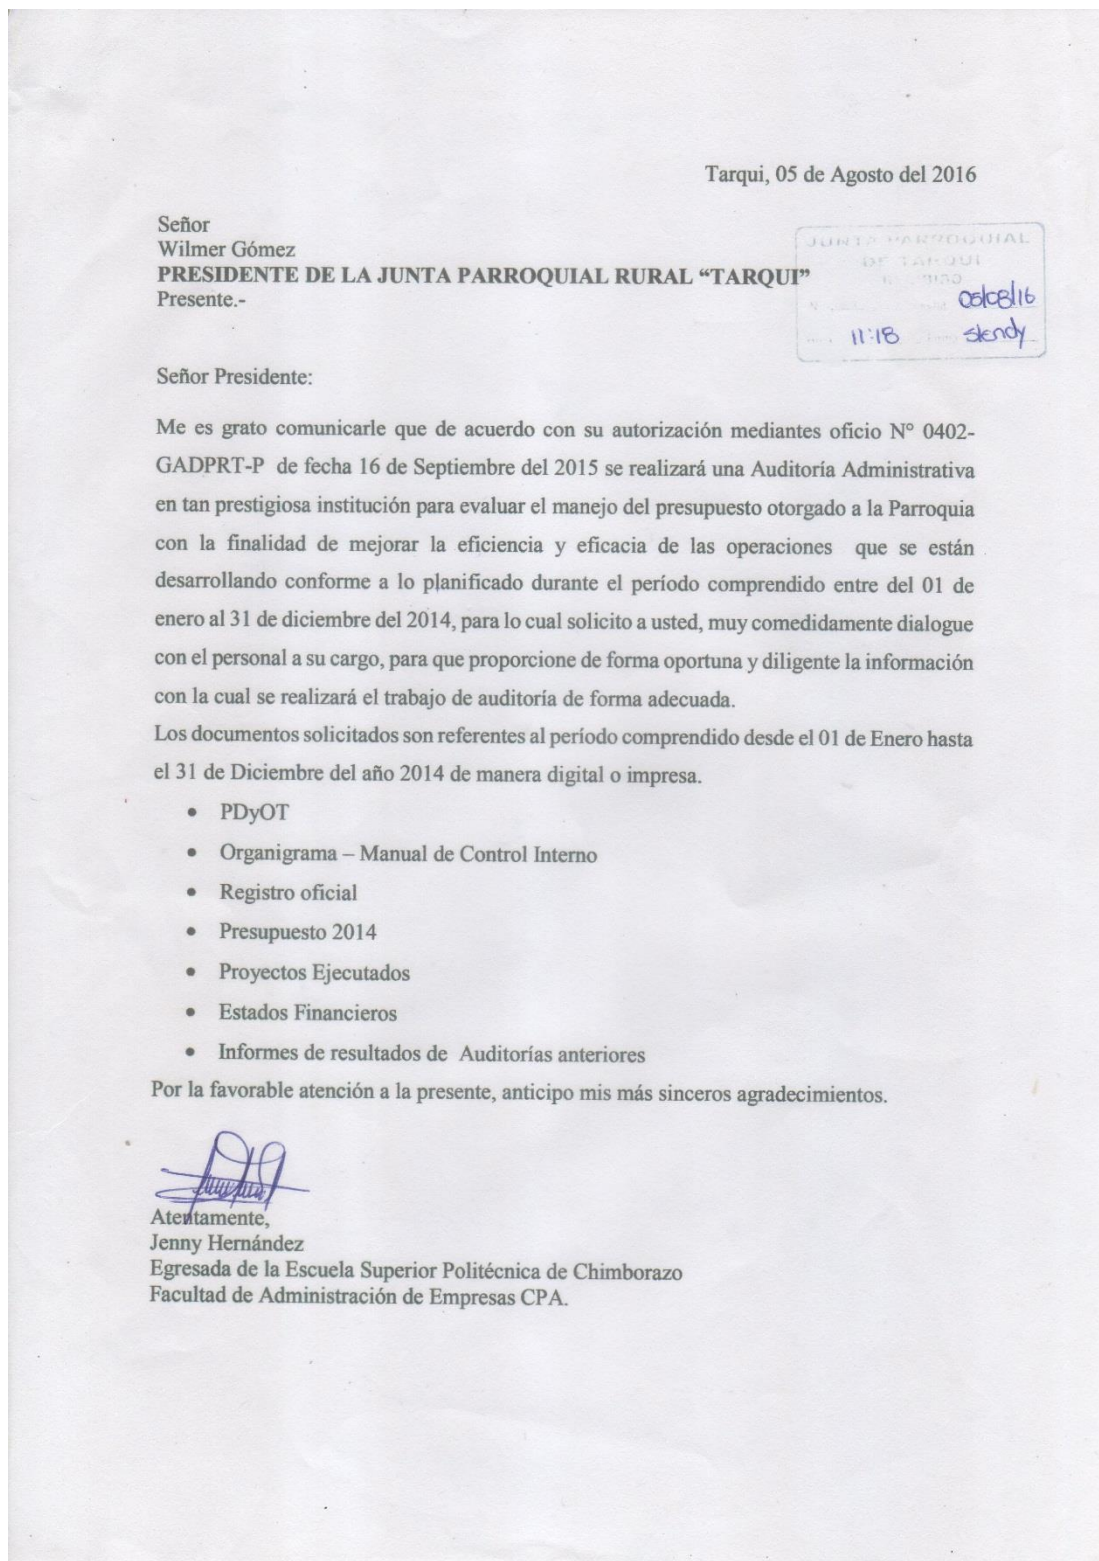 Tarqui, 05 de Agosto del 2016
Señor
Wilmer Gómez
PRESIDENTE DE LA JUNTA PARROQUIAL RURAL “TARQUI”
Presente.-
JUNTA PARROQUIAL
DE TARQUI
05/08/16
11:18 Slendy
Señor Presidente:
Me es grato comunicarle que de acuerdo con su autorización mediantes oficio N° 0402-
GADPRT-P de fecha 16 de Septiembre del 2015 se realizará una Auditoría Administrativa
en tan prestigiosa institución para evaluar el manejo del presupuesto otorgado a la Parroquia
con la finalidad de mejorar la eficiencia y eficacia de las operaciones que se están
desarrollando conforme a lo planificado durante el período comprendido entre del 01 de
enero al 31 de diciembre del 2014, para lo cual solicito a usted, muy comedidamente dialogue
con el personal a su cargo, para que proporcione de forma oportuna y diligente la información
con la cual se realizará el trabajo de auditoría de forma adecuada.
Los documentos solicitados son referentes al período comprendido desde el 01 de Enero hasta
el 31 de Diciembre del año 2014 de manera digital o impresa.
• PDyOT
• Organigrama – Manual de Control Interno
• Registro oficial
• Presupuesto 2014
• Proyectos Ejecutados
• Estados Financieros
• Informes de resultados de Auditorías anteriores
Por la favorable atención a la presente, anticipo mis más sinceros agradecimientos.
Atentamente,
Jenny Hernández
Egresada de la Escuela Superior Politécnica de Chimborazo
Facultad de Administración de Empresas CPA.